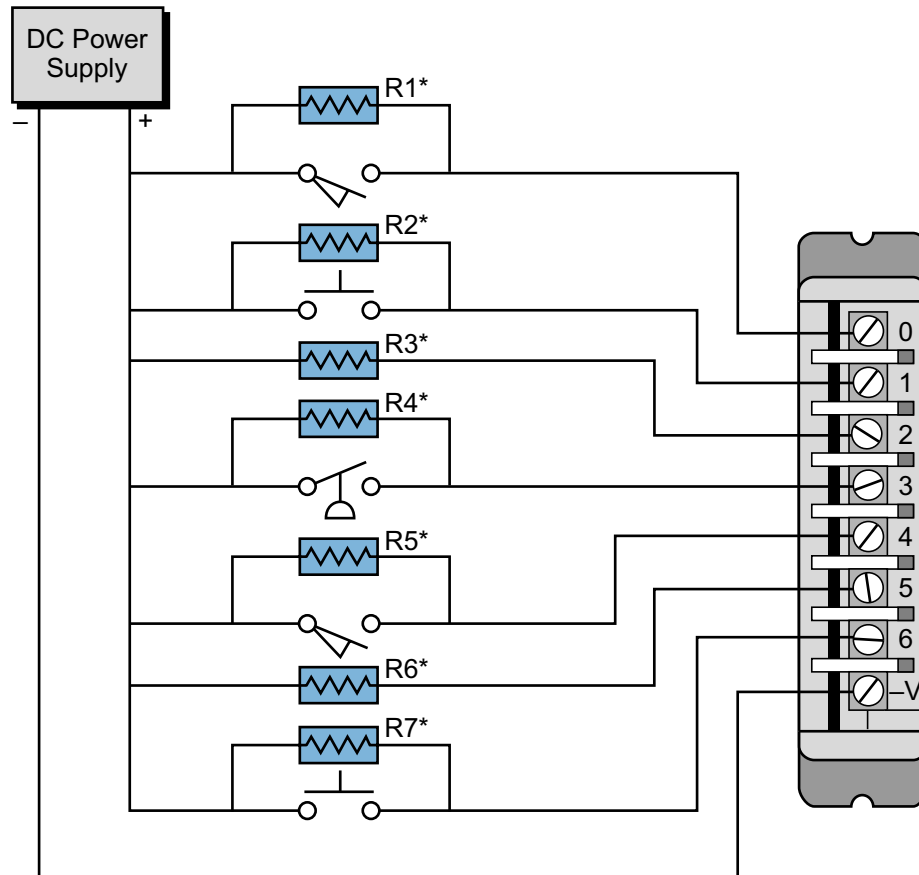 DC Power
Supply
–
+
R1*
R2*
R3*
R4*
R5*
R6*
R7*
0
1
2
3
4
5
6
–V